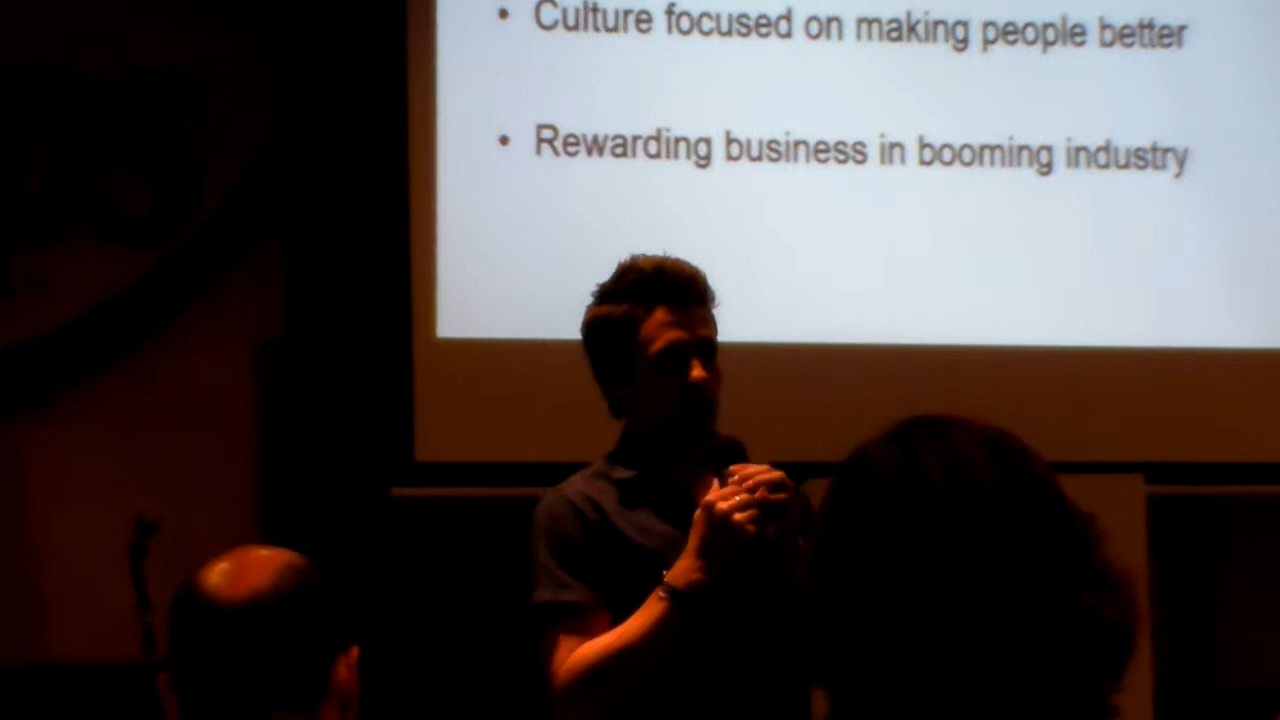 • Culture focused on making people better
• Rewarding business in booming industry